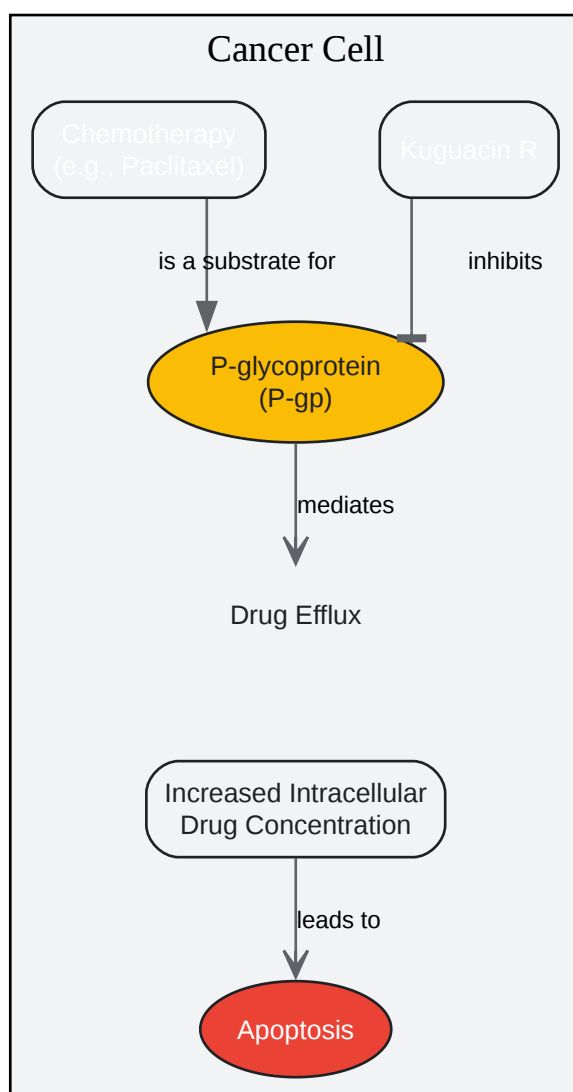 Cancer Cell
Chemotherapy
(e.g., Paclitaxel)
Kuguacin R
is a substrate for
inhibits
P-glycoprotein
(P-gp)
mediates
Drug Efflux
Increased Intracellular
Drug Concentration
leads to
Apoptosis